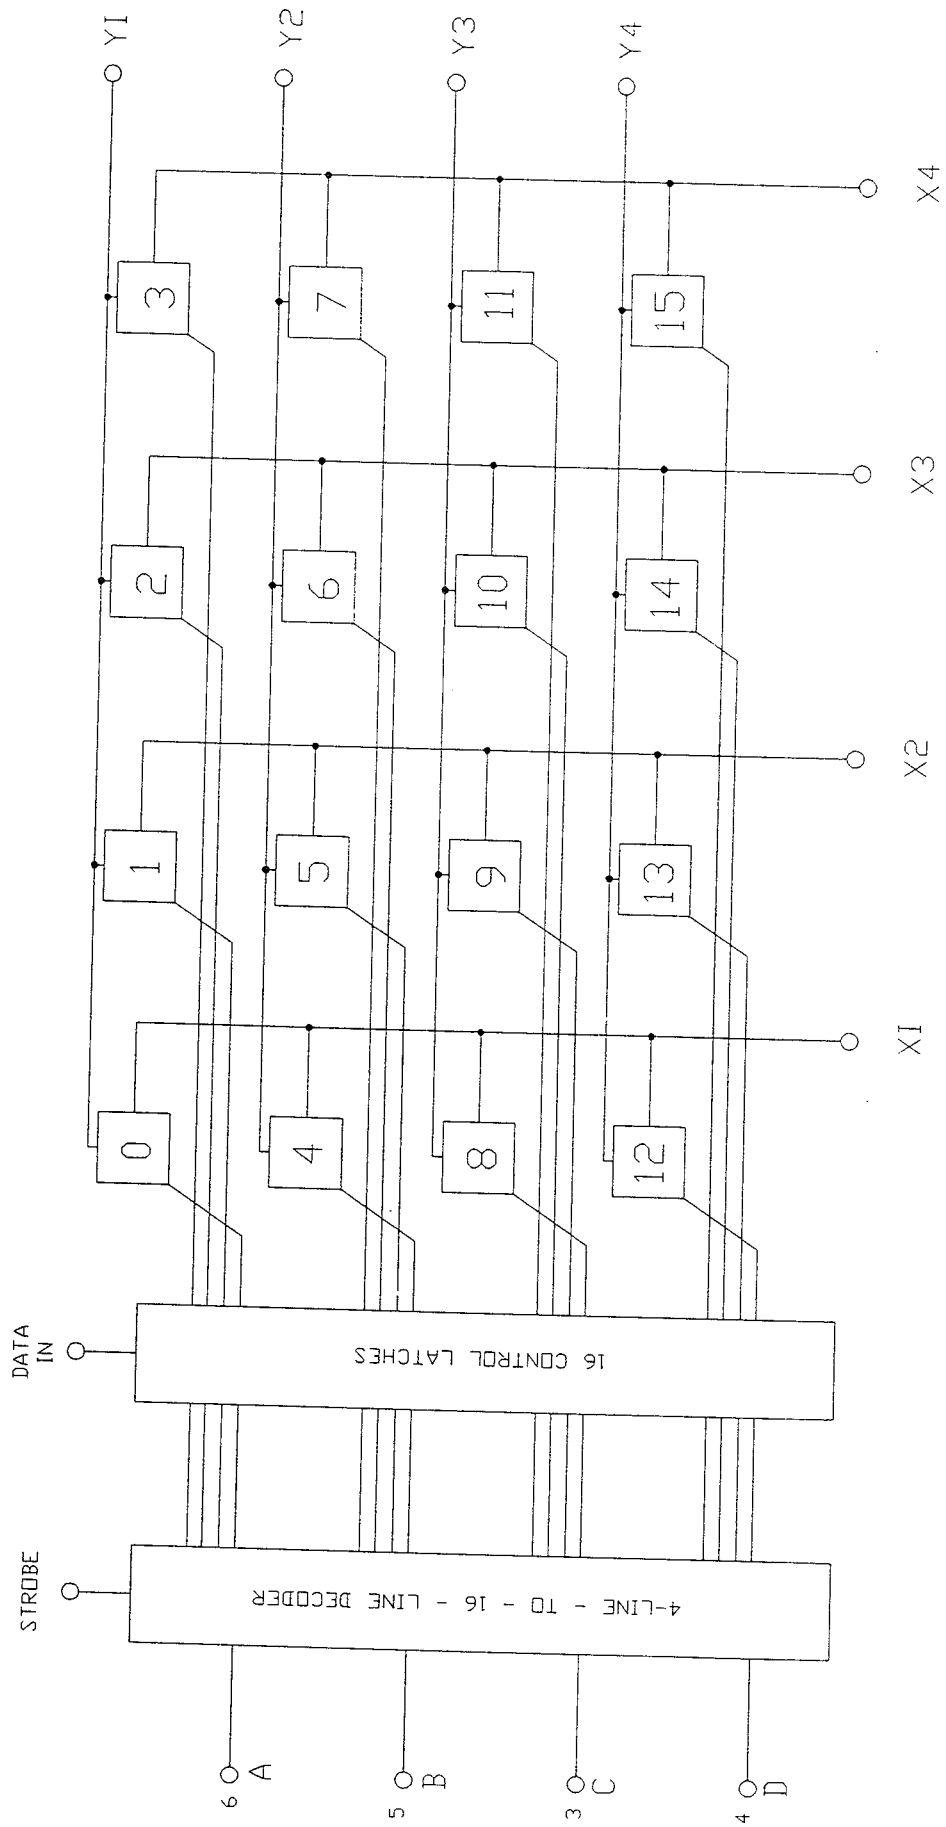 STROBE
DATA
IN
4-LINE - TO - 16 - LINE DECODER
16 CONTROL LATCHES
6 A
5 B
3 C
4 D
0 1 2 3 Y1
4 5 6 7 Y2
8 9 10 11 Y3
12 13 14 15 Y4
X1 X2 X3 X4